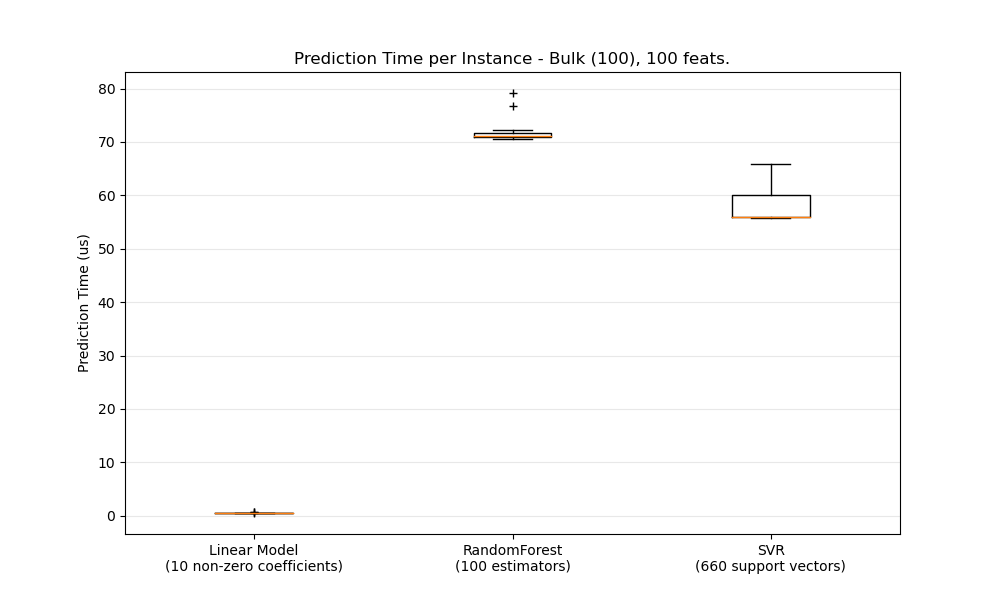 Prediction Time per Instance - Bulk (100), 100 feats.
80
70
60
50
40
30
20
10
0
Prediction Time (us)
Linear Model
(10 non-zero coefficients)
RandomForest
(100 estimators)
SVR
(660 support vectors)